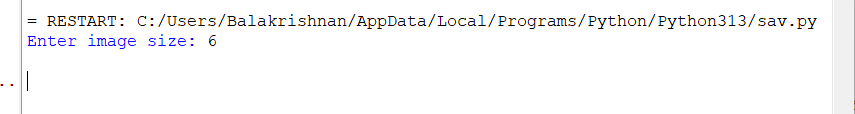 = RESTART: C:/Users/Balakrishnan/AppData/Local/Programs/Python/Python313/sav.py
Enter image size: 6
..